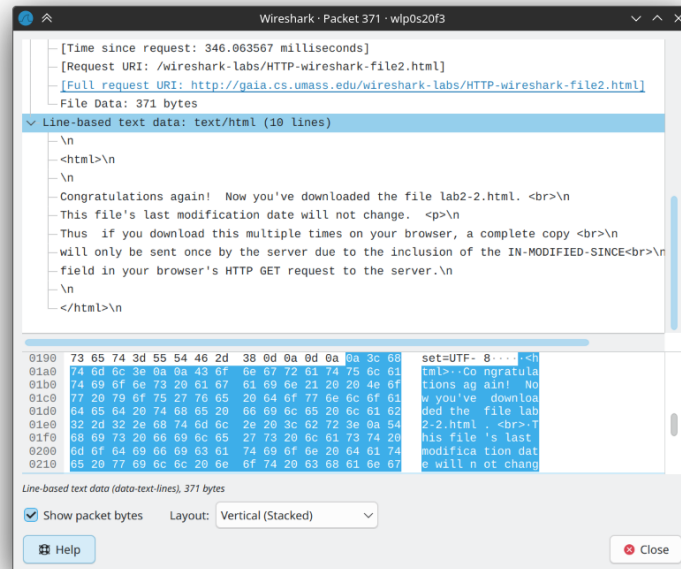 Wireshark · Packet 371 · wlp0s20f3
[Time since request: 346.063567 milliseconds]
[Request URI: /wireshark-labs/HTTP-wireshark-file2.html]
[Full request URI: http://gaia.cs.umass.edu/wireshark-labs/HTTP-wireshark-file2.html]
File Data: 371 bytes
Line-based text data: text/html (10 lines)
\n
<html>\n
\n
Congratulations again!  Now you've downloaded the file lab2-2.html. <br>\n
This file's last modification date will not change.  <p>\n
Thus  if you download this multiple times on your browser, a complete copy <br>\n
will only be sent once by the server due to the inclusion of the IN-MODIFIED-SINCE<br>\n
field in your browser's HTTP GET request to the server.\n
\n
</html>\n
0190 73 65 74 3d 55 54 46 2d 38 0d 0a 0d 0a 0a 3c 68 set=UTF- 8·····<h
01a0 74 6d 6c 3e 0a 0a 43 6f 6e 67 72 61 74 75 6c 61 tml>··Co ngratula
01b0 74 69 6f 6e 73 20 61 67 61 69 6e 21 20 20 4e 6f tions ag ain!  No
01c0 77 20 79 6f 75 27 76 65 20 64 6f 77 6e 6c 6f 61 w you've  downloa
01d0 64 65 64 20 74 68 65 20 66 69 6c 65 20 6c 61 62 ded the  file lab
01e0 32 2d 32 2e 68 74 6d 6c 2e 20 3c 62 72 3e 0a 54 2-2.html . <br>·T
01f0 68 69 73 20 66 69 6c 65 27 73 20 6c 61 73 74 20 his file 's last
0200 6d 6f 64 69 66 69 63 61 74 69 6f 6e 20 64 61 74 modifica tion dat
0210 65 20 77 69 6c 6c 20 6e 6f 74 20 63 68 61 6e 67 e will n ot chang
Line-based text data (data-text-lines), 371 bytes
Show packet bytes Layout: Vertical (Stacked)
Help Close